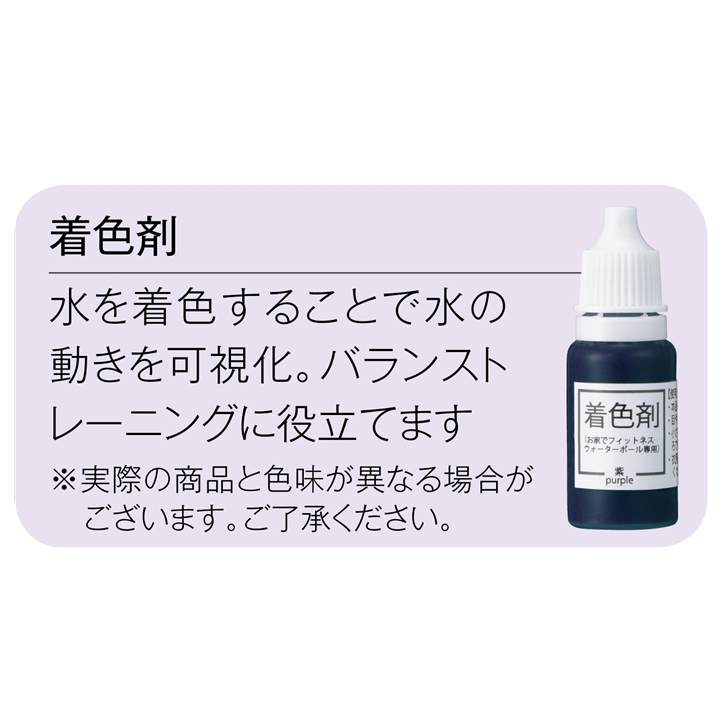 着色剤
水を着色することで水の
動きを可視化。バランスト
レーニングに役立てます
※実際の商品と色味が異なる場合が
ございます。ご了承ください。
着色剤
(お家でフィットネス
ウォーターポール専用)
紫
purple